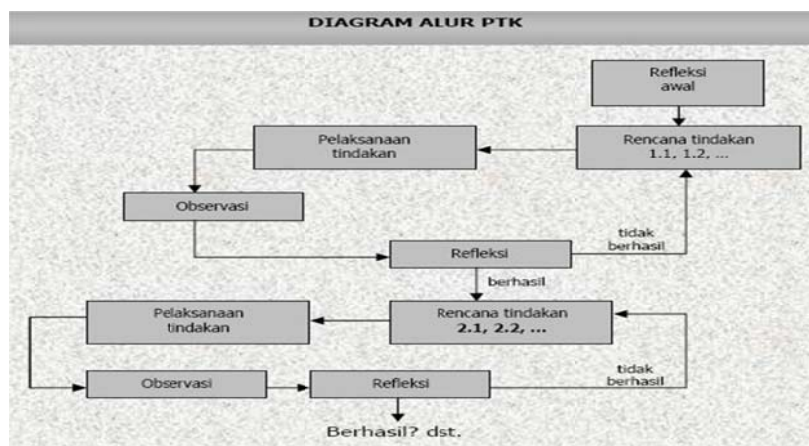 DIAGRAM ALUR PTK
Refleksi
awal
Rencana tindakan
1.1, 1.2, ...
Pelaksanaan
tindakan
Observasi
Refleksi
tidak
berhasil
berhasil
Rencana tindakan
2.1, 2.2, ...
Pelaksanaan
tindakan
Observasi
Refleksi
tidak
berhasil
Berhasil? dst.